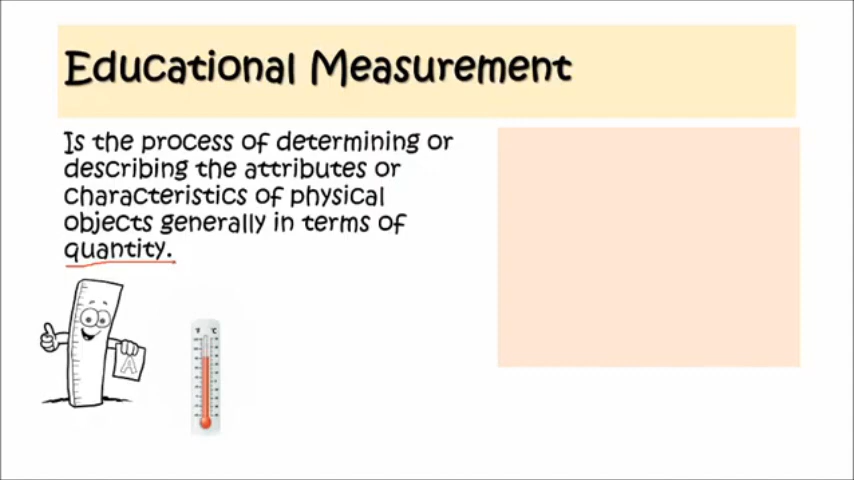 Educational Measurement
Is the process of determining or
describing the attributes or
characteristics of physical
objects generally in terms of
quantity.
A
°F °C